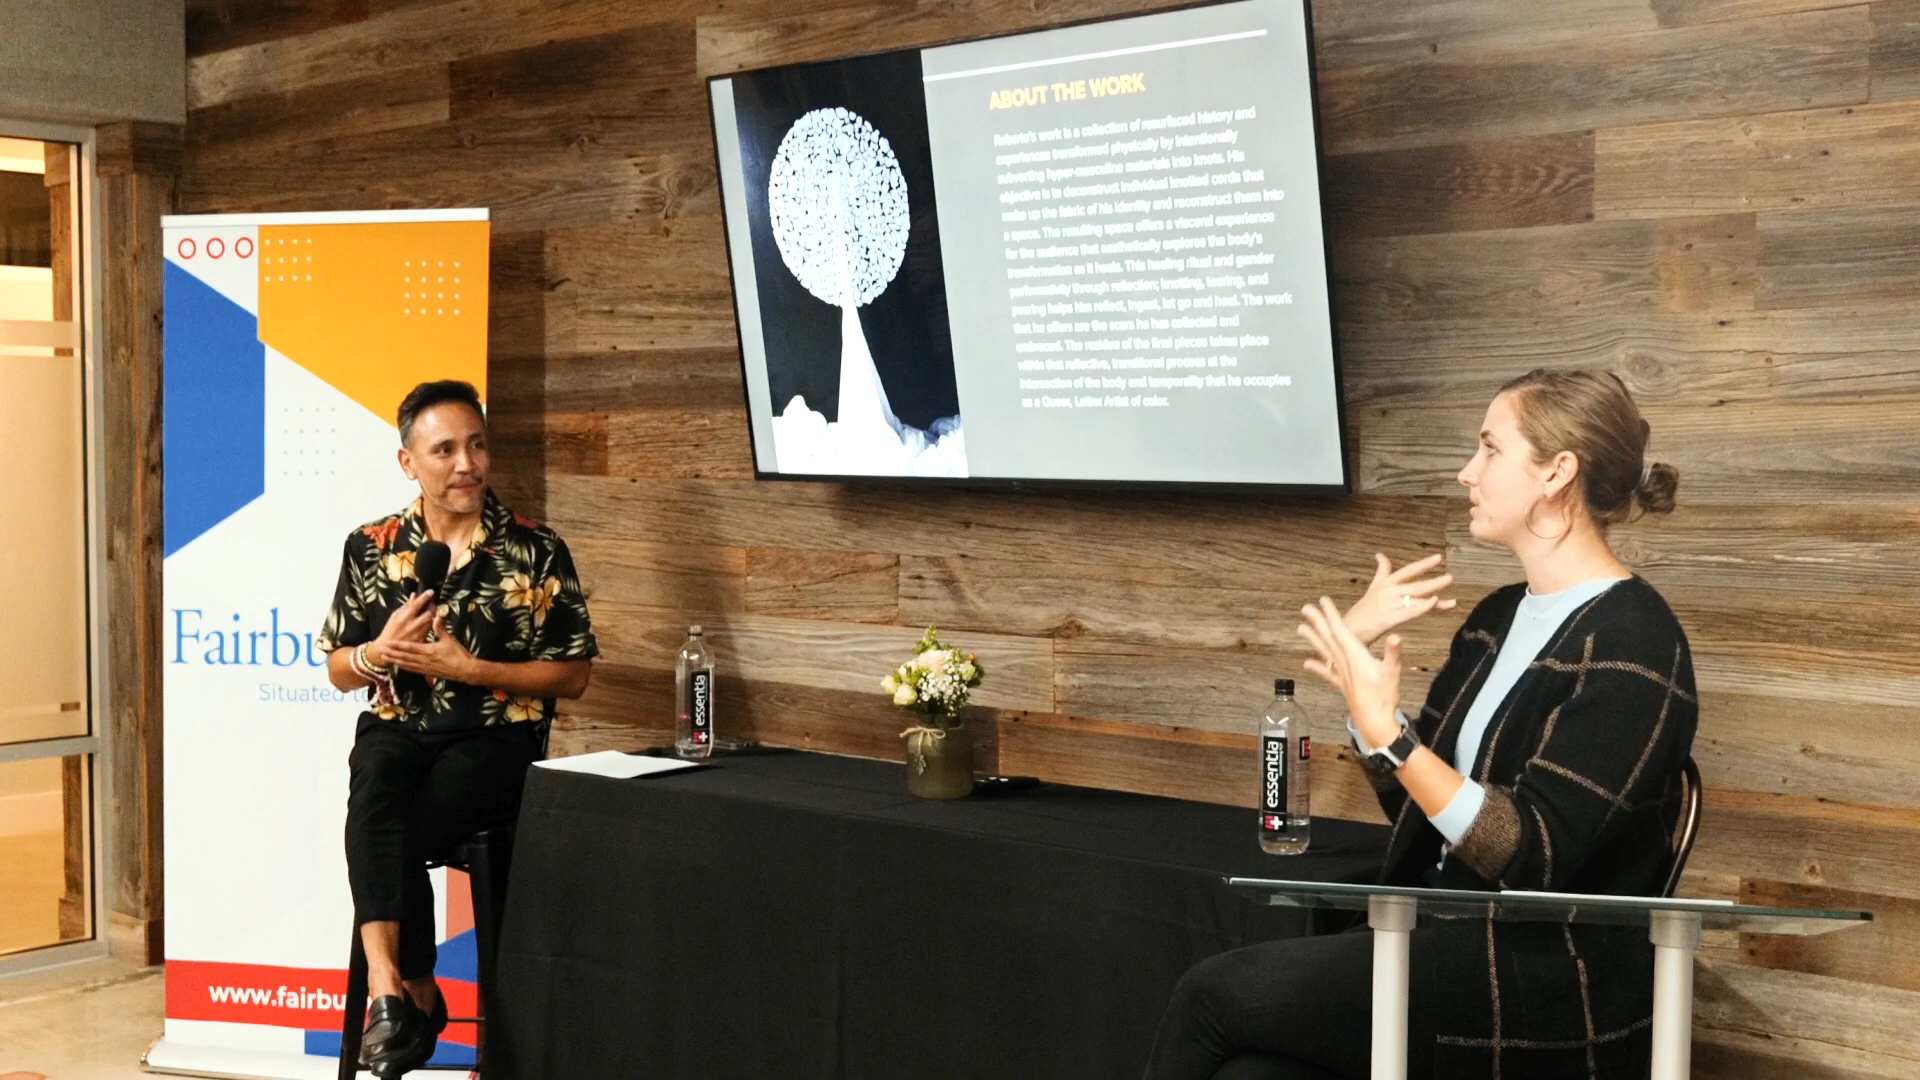 ABOUT THE WORK
Roberto's work is a collection of resurfaced history and
experiences transformed physically by intentionally
subverting hyper-masculine materials into knots. His
objective is to deconstruct individual knotted cords that
make up the fabric of his identity and reconstruct them into
a space. The resulting space offers a visceral experience
for the audience that aesthetically explores the body's
transformation as it heals. This healing ritual and gender
performativity through reflection; knotting, tearing, and
pouring helps him reflect, ingest, let go and heal. The work
that he offers are the scars he has collected and
embraced. The residue of the final pieces takes place
within that reflective, transitional process at the
intersection of the body and temporality that he occupies
as a Queer, Latinx Artist of color.
Fairbu
Situated to
www.fairbu
essentia
essentia